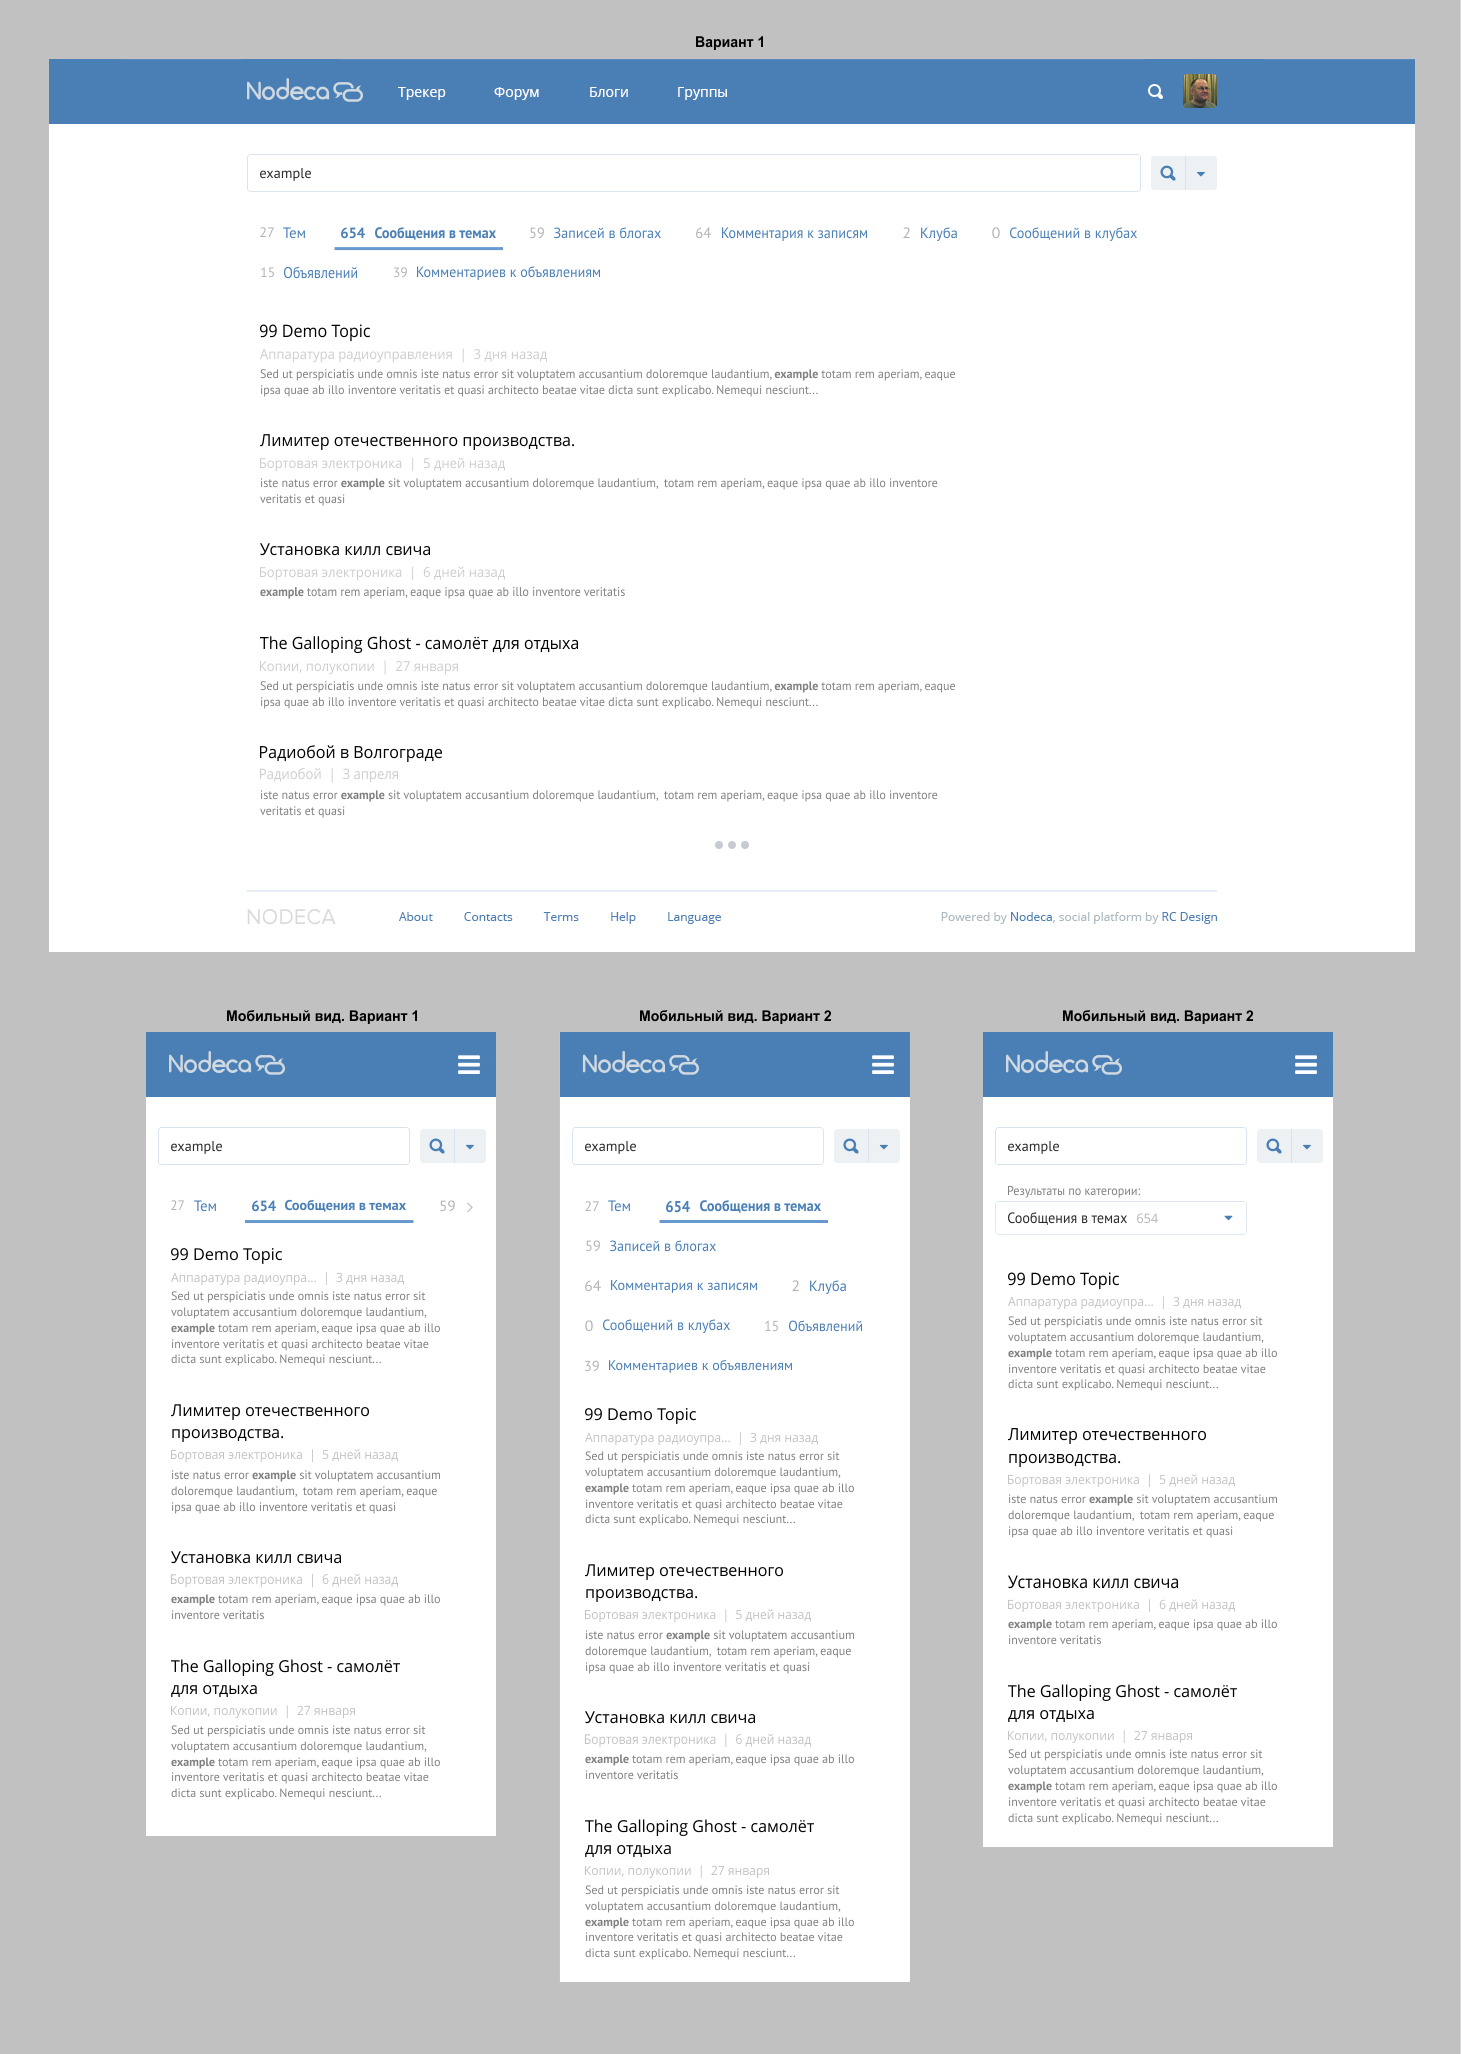 Вариант 1
Nodeca Трекер Форум Блоги Группы
example
27 Тем 654 Сообщения в темах 59 Записей в блогах 64 Комментария к записям 2 Клуба 0 Сообщений в клубах
15 Объявлений 39 Комментариев к объявлениям
99 Demo Topic
Аппаратура радиоуправления | 3 дня назад
Sed ut perspiciatis unde omnis iste natus error sit voluptatem accusantium doloremque laudantium, example totam rem aperiam, eaque
ipsa quae ab illo inventore veritatis et quasi architecto beatae vitae dicta sunt explicabo. Nemequi nesciunt...
Лимитер отечественного производства.
Бортовая электроника | 5 дней назад
iste natus error example sit voluptatem accusantium doloremque laudantium, totam rem aperiam, eaque ipsa quae ab illo inventore
veritatis et quasi
Установка килл свича
Бортовая электроника | 6 дней назад
example totam rem aperiam, eaque ipsa quae ab illo inventore veritatis
The Galloping Ghost - самолёт для отдыха
Копии, полукопии | 27 января
Sed ut perspiciatis unde omnis iste natus error sit voluptatem accusantium doloremque laudantium, example totam rem aperiam, eaque
ipsa quae ab illo inventore veritatis et quasi architecto beatae vitae dicta sunt explicabo. Nemequi nesciunt...
Радиобой в Волгограде
Радиобой | 3 апреля
iste natus error example sit voluptatem accusantium doloremque laudantium, totam rem aperiam, eaque ipsa quae ab illo inventore
veritatis et quasi
NODECA About Contacts Terms Help Language Powered by Nodeca, social platform by RC Design
Мобильный вид. Вариант 1
Nodeca
example
27 Тем 654 Сообщения в темах 59
99 Demo Topic
Аппаратура радиоупра... | 3 дня назад
Sed ut perspiciatis unde omnis iste natus error sit
voluptatem accusantium doloremque laudantium,
example totam rem aperiam, eaque ipsa quae ab illo
inventore veritatis et quasi architecto beatae vitae
dicta sunt explicabo. Nemequi nesciunt...
Лимитер отечественного
производства.
Бортовая электроника | 5 дней назад
iste natus error example sit voluptatem accusantium
doloremque laudantium, totam rem aperiam, eaque
ipsa quae ab illo inventore veritatis et quasi
Установка килл свича
Бортовая электроника | 6 дней назад
example totam rem aperiam, eaque ipsa quae ab illo
inventore veritatis
The Galloping Ghost - самолёт
для отдыха
Копии, полукопии | 27 января
Sed ut perspiciatis unde omnis iste natus error sit
voluptatem accusantium doloremque laudantium,
example totam rem aperiam, eaque ipsa quae ab illo
inventore veritatis et quasi architecto beatae vitae
dicta sunt explicabo. Nemequi nesciunt...
Мобильный вид. Вариант 2
Nodeca
example
27 Тем 654 Сообщения в темах
59 Записей в блогах
64 Комментария к записям 2 Клуба
0 Сообщений в клубах 15 Объявлений
39 Комментариев к объявлениям
99 Demo Topic
Аппаратура радиоупра... | 3 дня назад
Sed ut perspiciatis unde omnis iste natus error sit
voluptatem accusantium doloremque laudantium,
example totam rem aperiam, eaque ipsa quae ab illo
inventore veritatis et quasi architecto beatae vitae
dicta sunt explicabo. Nemequi nesciunt...
Лимитер отечественного
производства.
Бортовая электроника | 5 дней назад
iste natus error example sit voluptatem accusantium
doloremque laudantium, totam rem aperiam, eaque
ipsa quae ab illo inventore veritatis et quasi
Установка килл свича
Бортовая электроника | 6 дней назад
example totam rem aperiam, eaque ipsa quae ab illo
inventore veritatis
The Galloping Ghost - самолёт
для отдыха
Копии, полукопии | 27 января
Sed ut perspiciatis unde omnis iste natus error sit
voluptatem accusantium doloremque laudantium,
example totam rem aperiam, eaque ipsa quae ab illo
inventore veritatis et quasi architecto beatae vitae
dicta sunt explicabo. Nemequi nesciunt...
Мобильный вид. Вариант 2
Nodeca
example
Результаты по категории:
Сообщения в темах 654
99 Demo Topic
Аппаратура радиоупра... | 3 дня назад
Sed ut perspiciatis unde omnis iste natus error sit
voluptatem accusantium doloremque laudantium,
example totam rem aperiam, eaque ipsa quae ab illo
inventore veritatis et quasi architecto beatae vitae
dicta sunt explicabo. Nemequi nesciunt...
Лимитер отечественного
производства.
Бортовая электроника | 5 дней назад
iste natus error example sit voluptatem accusantium
doloremque laudantium, totam rem aperiam, eaque
ipsa quae ab illo inventore veritatis et quasi
Установка килл свича
Бортовая электроника | 6 дней назад
example totam rem aperiam, eaque ipsa quae ab illo
inventore veritatis
The Galloping Ghost - самолёт
для отдыха
Копии, полукопии | 27 января
Sed ut perspiciatis unde omnis iste natus error sit
voluptatem accusantium doloremque laudantium,
example totam rem aperiam, eaque ipsa quae ab illo
inventore veritatis et quasi architecto beatae vitae
dicta sunt explicabo. Nemequi nesciunt...